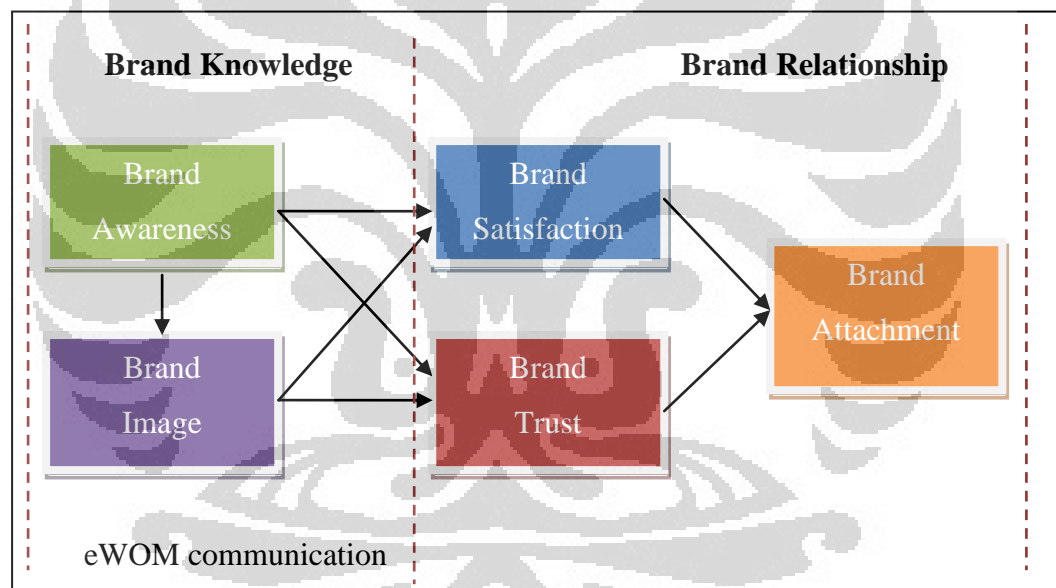 Brand Knowledge
Brand Relationship
Brand
Awareness
Brand
Satisfaction
Brand
Attachment
Brand
Image
Brand
Trust
eWOM communication